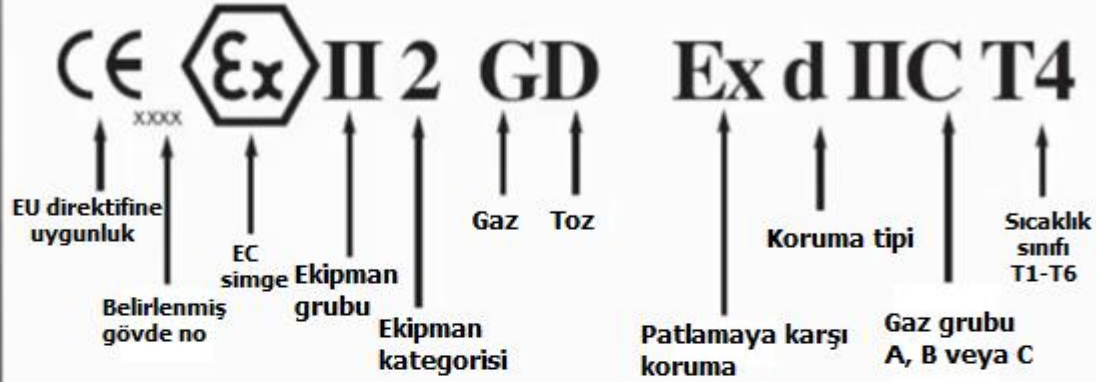 CE xxxx Ex II 2 GD Ex d IIC T4
EU direktifine
uygunluk
Belirlenmiş
gövde no
EC
simge
Ekipman
grubu
Ekipman
kategorisi
Gaz
Toz
Patlamaya karşı
koruma
Koruma tipi
Gaz grubu
A, B veya C
Sıcaklık
sınıfı
T1-T6